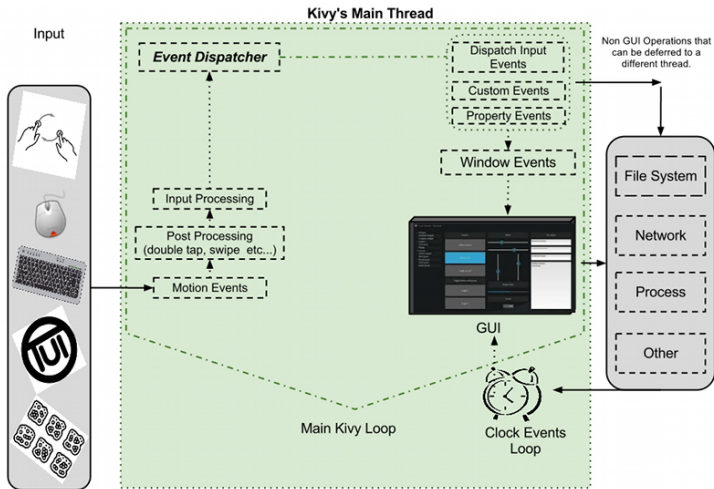 Kivy's Main Thread
Input
Event Dispatcher
Dispatch Input
Events
Custom Events
Property Events
Non GUI Operations that
can be deferred to a
different thread.
Window Events
File System
Network
Process
Other
Input Processing
Post Processing
(double tap, swipe etc...)
Motion Events
TUI
GUI
Main Kivy Loop
Clock Events
Loop